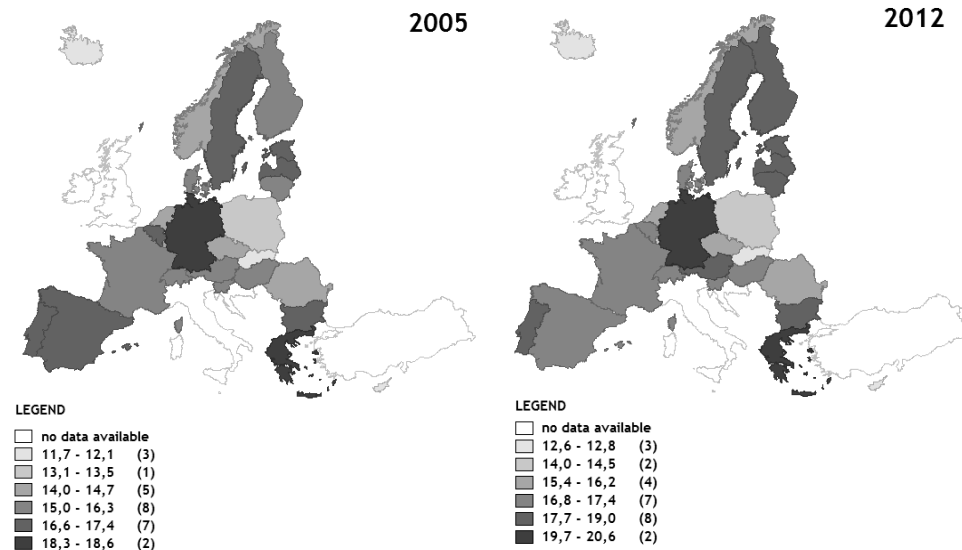 2005
2012
LEGEND
no data available
11,7 - 12,1 (3)
13,1 - 13,5 (1)
14,0 - 14,7 (5)
15,0 - 16,3 (8)
16,6 - 17,4 (7)
18,3 - 18,6 (2)
LEGEND
no data available
12,6 - 12,8 (3)
14,0 - 14,5 (2)
15,4 - 16,2 (4)
16,8 - 17,4 (7)
17,7 - 19,0 (8)
19,7 - 20,6 (2)